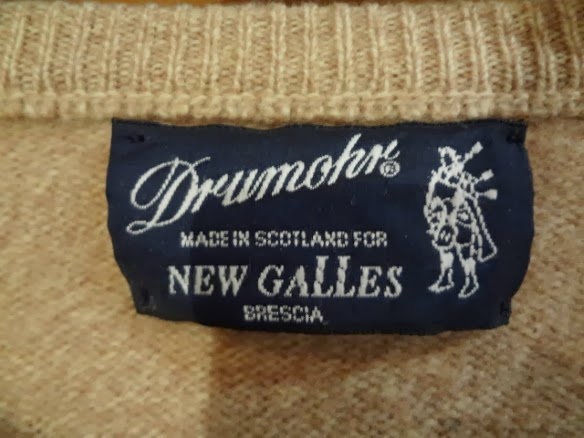 Drumohr®
MADE IN SCOTLAND FOR
NEW GALLES
BRESCIA